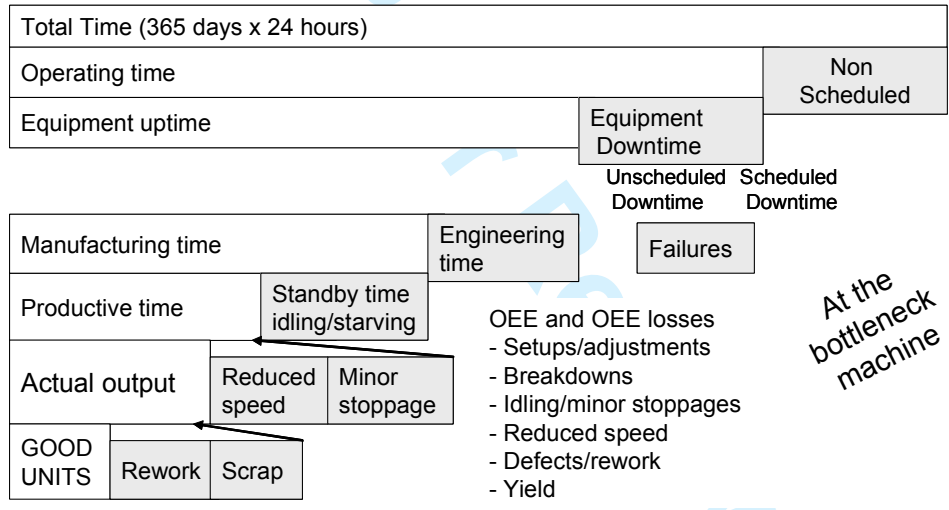 Total Time (365 days x 24 hours)
Operating time
Non
Scheduled
Equipment uptime
Equipment
Downtime
Unscheduled Scheduled
Downtime Downtime
Manufacturing time
Engineering
time
Failures
Productive time
Standby time
idling/starving
At the
bottleneck
machine
OEE and OEE losses
- Setups/adjustments
- Breakdowns
- Idling/minor stoppages
- Reduced speed
- Defects/rework
- Yield
Actual output
Reduced
speed
Minor
stoppage
GOOD
UNITS
Rework
Scrap